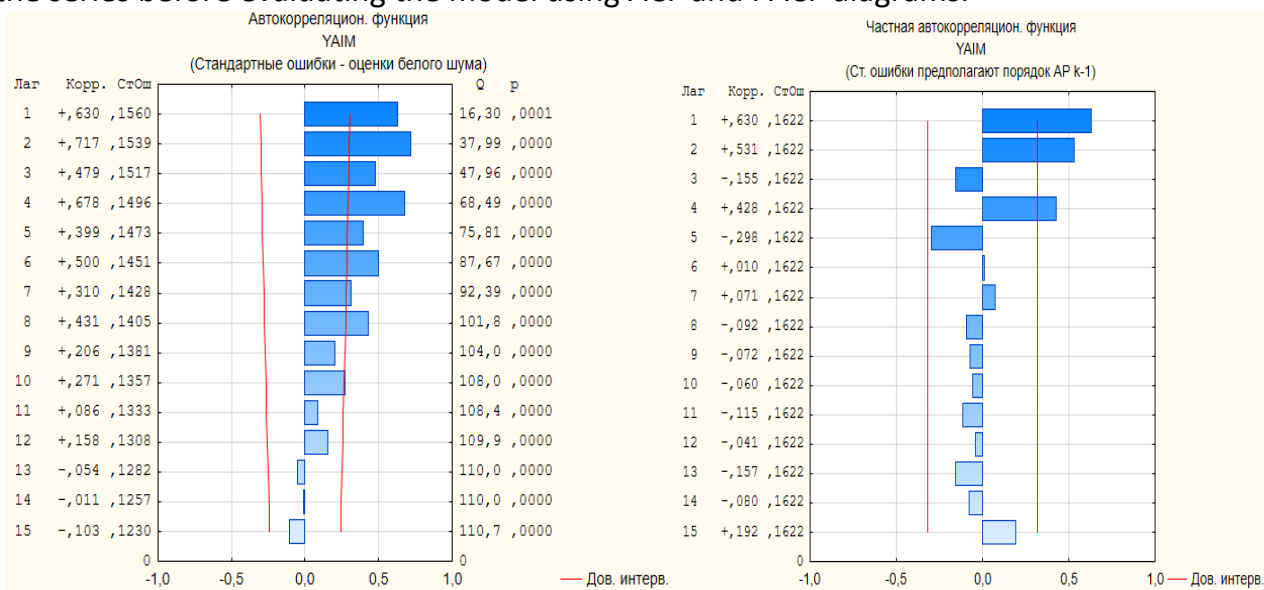 the series before evaluating the model using ACF and PACF diagrams.
Автокорреляцион. функция
YAIM
(Стандартные ошибки - оценки белого шума)
Лаг Корр. СтОш Q p
1 +,630 ,1560 16,30 ,0001
2 +,717 ,1539 37,99 ,0000
3 +,479 ,1517 47,96 ,0000
4 +,678 ,1496 68,49 ,0000
5 +,399 ,1473 75,81 ,0000
6 +,500 ,1451 87,67 ,0000
7 +,310 ,1428 92,39 ,0000
8 +,431 ,1405 101,8 ,0000
9 +,206 ,1381 104,0 ,0000
10 +,271 ,1357 108,0 ,0000
11 +,086 ,1333 108,4 ,0000
12 +,158 ,1308 109,9 ,0000
13 -,054 ,1282 110,0 ,0000
14 -,011 ,1257 110,0 ,0000
15 -,103 ,1230 110,7 ,0000
0 0
-1,0 -0,5 0,0 0,5 1,0
Дов. интерв.
Частная автокорреляцион. функция
YAIM
(Ст. ошибки предполагают порядок АР k-1)
Лаг Корр. СтОш
1 +,630 ,1622
2 +,531 ,1622
3 -,155 ,1622
4 +,428 ,1622
5 -,298 ,1622
6 +,010 ,1622
7 +,071 ,1622
8 -,092 ,1622
9 -,072 ,1622
10 -,060 ,1622
11 -,115 ,1622
12 -,041 ,1622
13 -,157 ,1622
14 -,080 ,1622
15 +,192 ,1622
0
-1,0 -0,5 0,0 0,5 1,0
Дов. интерв.